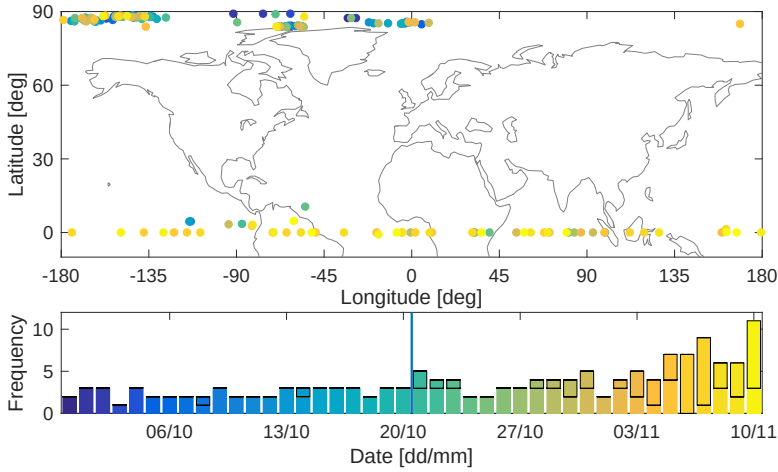 90
60
30
0
Latitude [deg]
-180 -135 -90 -45 0 45 90 135 180
Longitude [deg]
10
5
0
Frequency
06/10 13/10 20/10 27/10 03/11 10/11
Date [dd/mm]